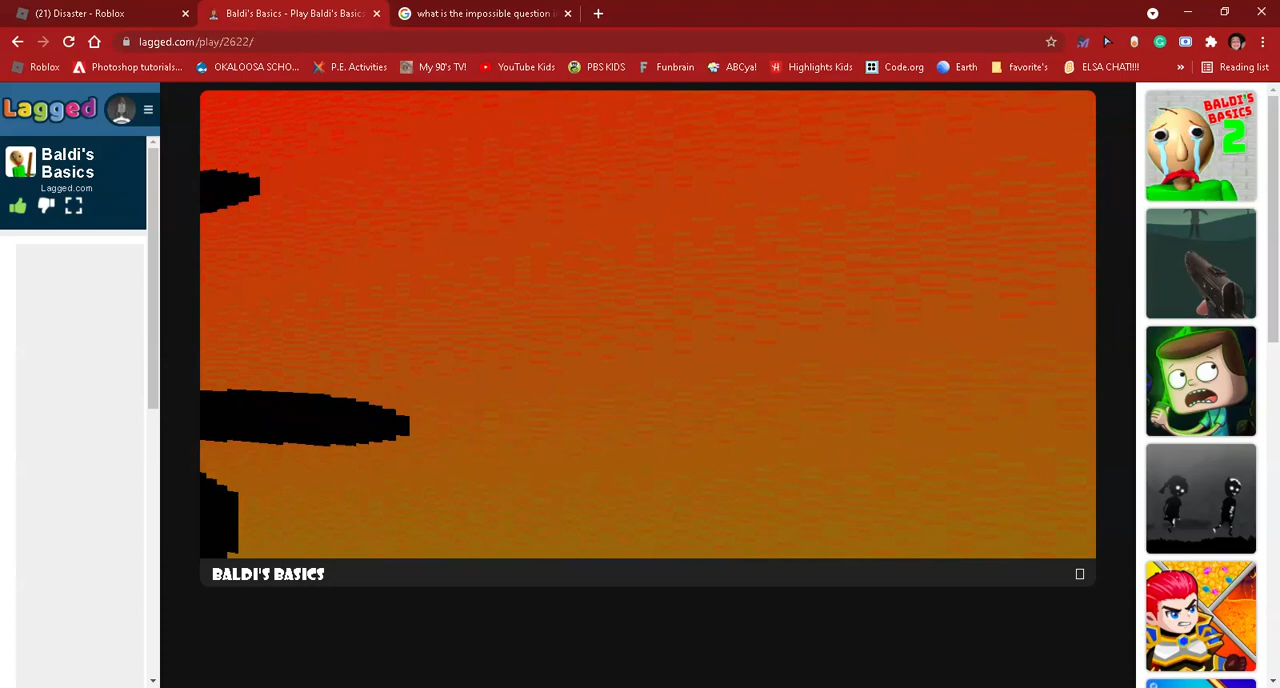 (21) Disaster - Roblox
Baldi's Basics - Play Baldi's Basics
what is the impossible question i
lagged.com/play/2622/
Roblox
Photoshop tutorials...
OKALOOSA SCHO...
P.E. Activities
My 90's TV!
YouTube Kids
PBS KIDS
Funbrain
ABCya!
Highlights Kids
Code.org
Earth
favorite's
ELSA CHAT!!!!
»
Reading list
Lagged
Baldi's
Basics
Lagged.com
BALDI'S
BASICS
2
BALDI'S BASICS